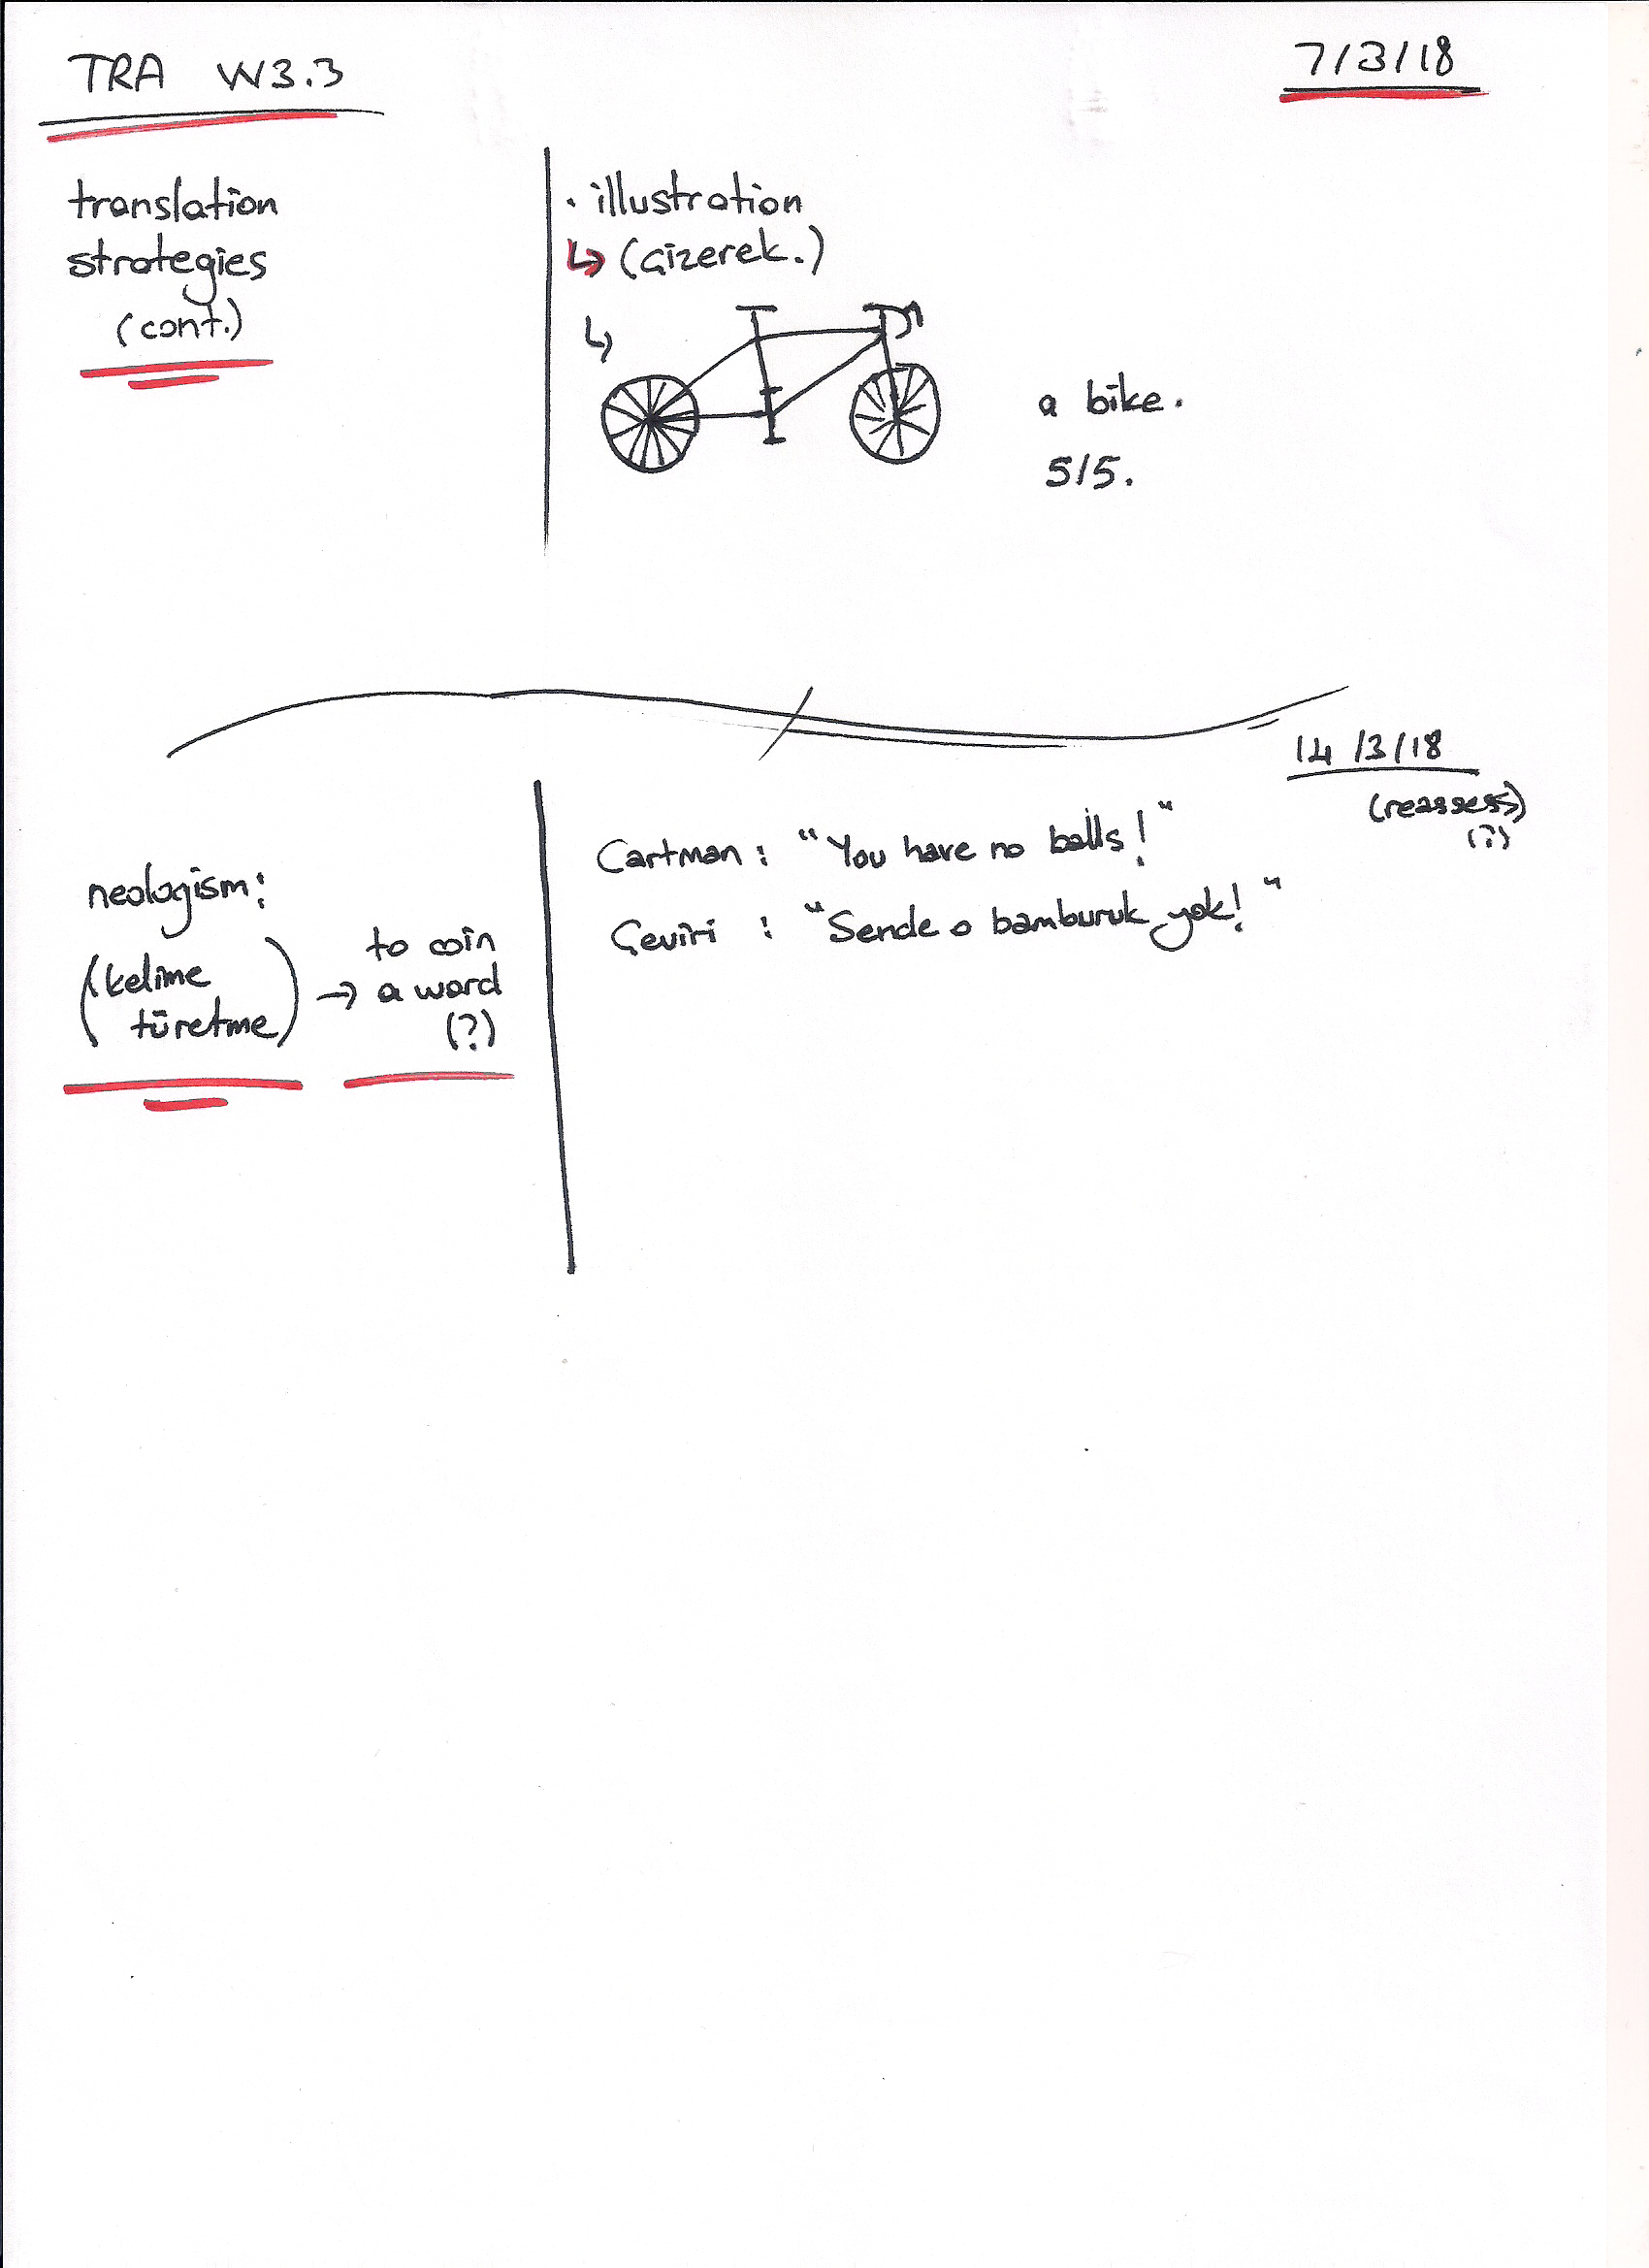 TRA W3.3
7/3/18
translation
strategies
(cont.)
· illustration
↳ (çizerek.)
↳
a bike.
5/5.
14/3/18
(reassess)
(?)
neologism:
(kelime
türetme)
→ to coin
a word
(?)
Cartman : "You have no balls!"
Çeviri : "Sende o bamburuk yok!"